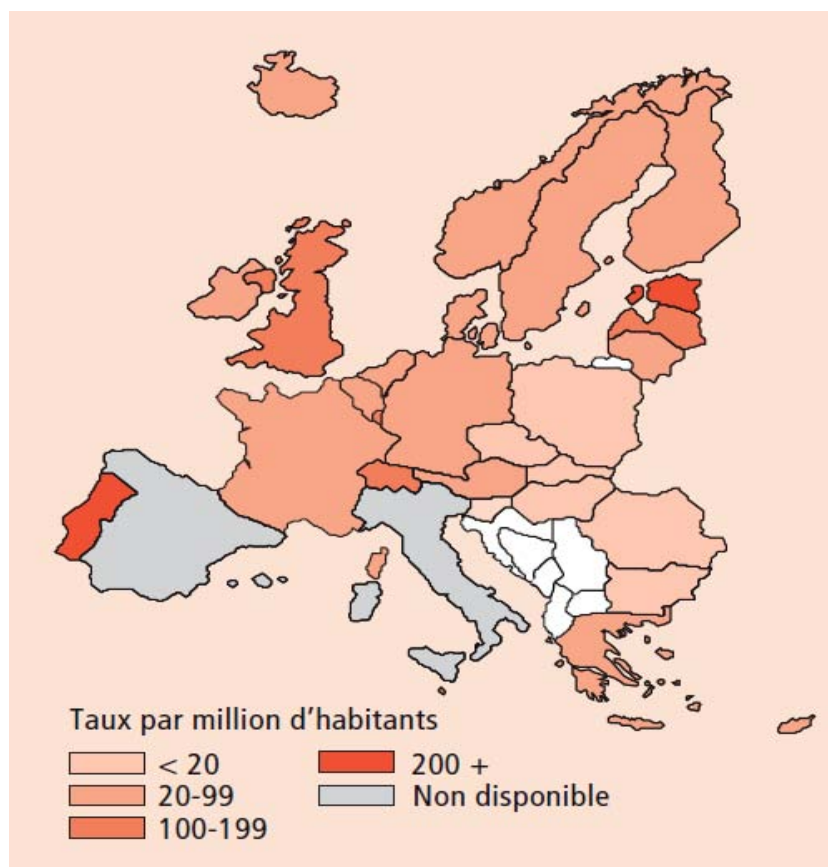 Taux par million d'habitants
< 20
20-99
100-199
200 +
Non disponible